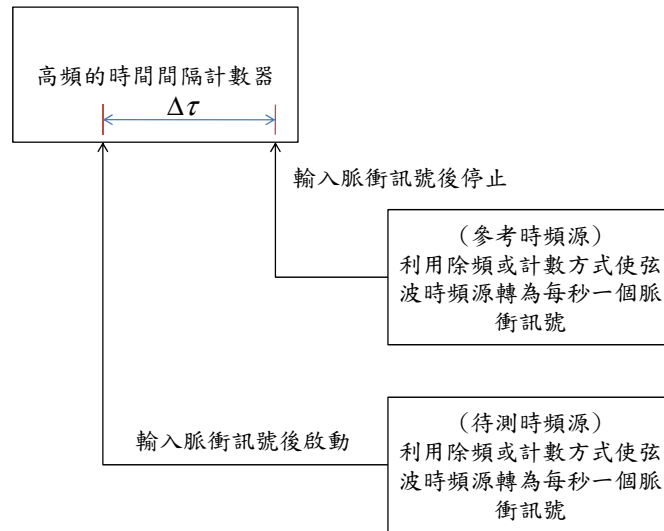 高頻的時間間隔計數器
Δτ
輸入脈衝訊號後停止
（參考時頻源）
利用除頻或計數方式使弦
波時頻源轉為每秒一個脈
衝訊號
輸入脈衝訊號後啟動
（待測時頻源）
利用除頻或計數方式使弦
波時頻源轉為每秒一個脈
衝訊號